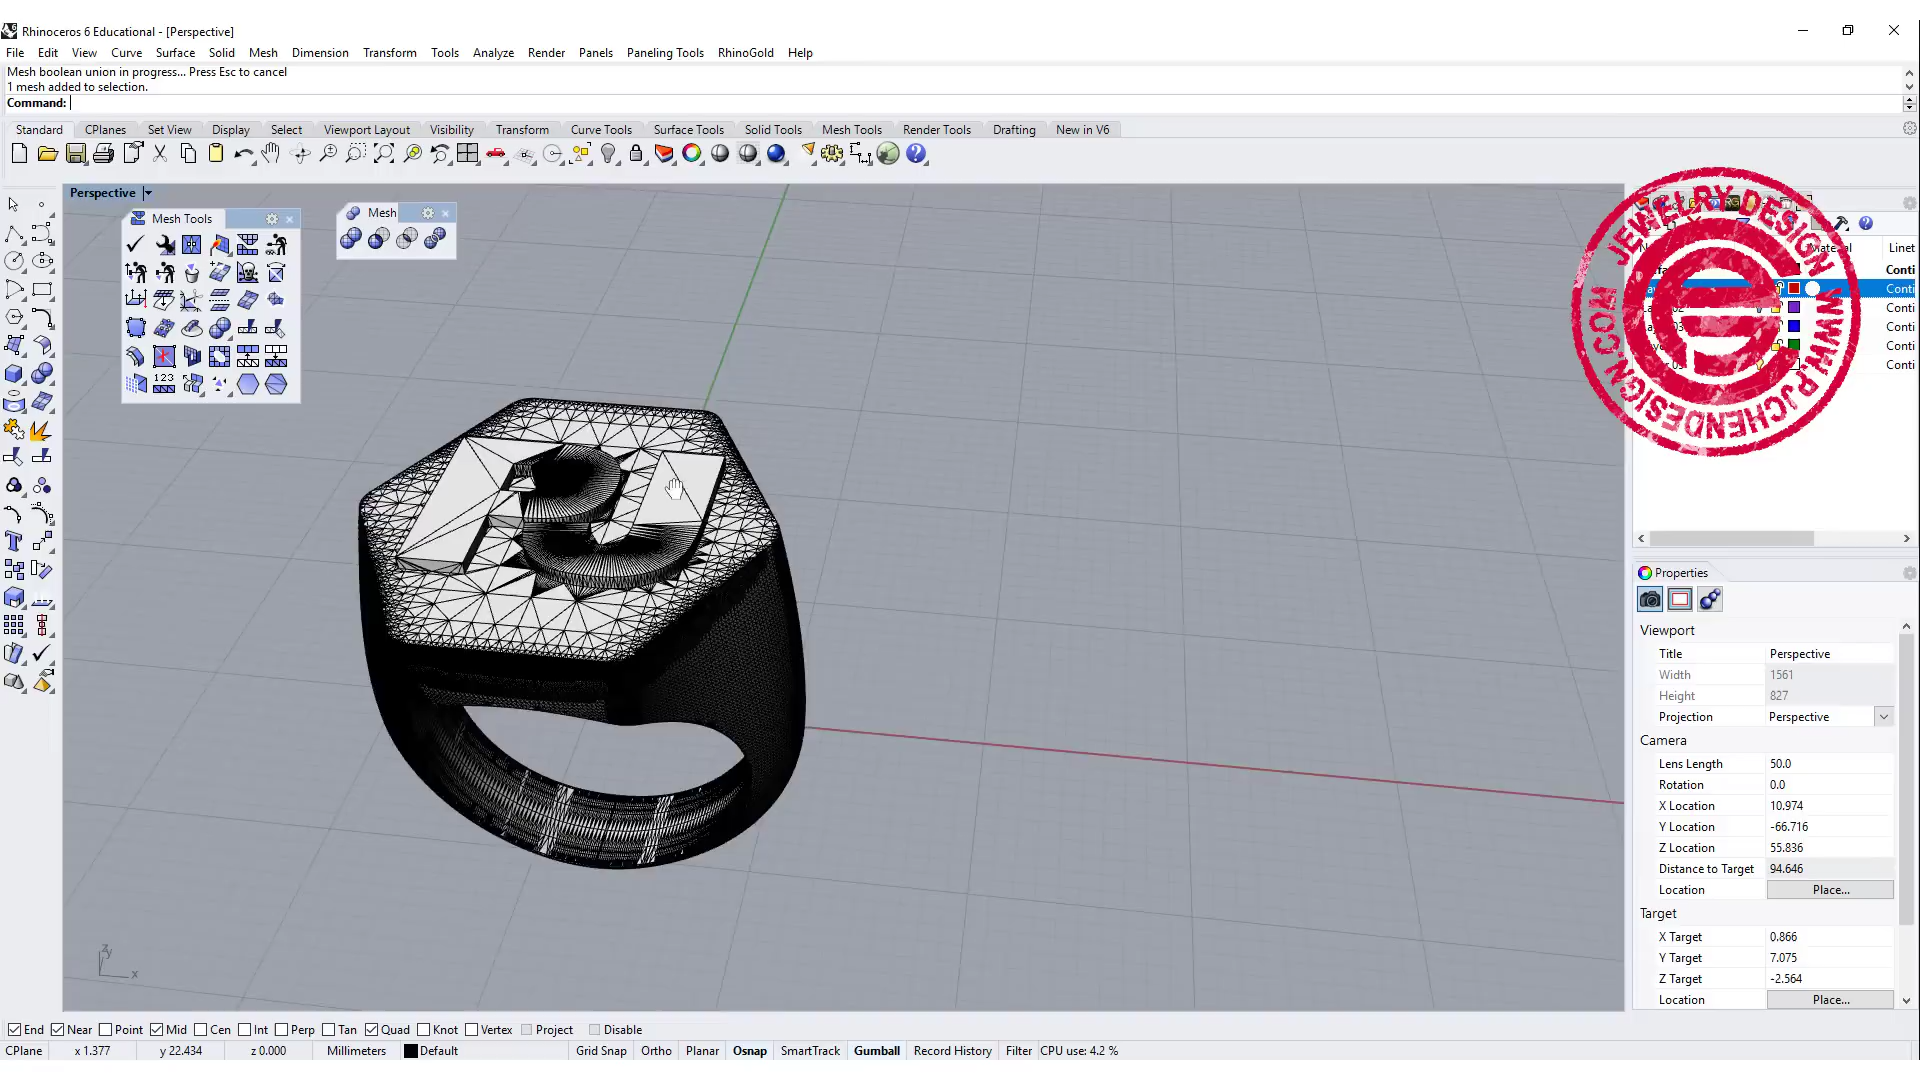 Rhinoceros 6 Educational - [Perspective]
File Edit View Curve Surface Solid Mesh Dimension Transform Tools Analyze Render Panels Paneling Tools RhinoGold Help
Mesh boolean union in progress... Press Esc to cancel
1 mesh added to selection.
Command:
Standard CPlanes Set View Display Select Viewport Layout Visibility Transform Curve Tools Surface Tools Solid Tools Mesh Tools Render Tools Drafting New in V6
Perspective
Mesh Tools
Mesh
123
JEWELRY DESIGN WWW.PJCHENDESIGN.COM
Linet
Conti
Conti
Conti
Conti
Conti
Conti
Properties
Viewport
Title Perspective
Width 1561
Height 827
Projection Perspective
Camera
Lens Length 50.0
Rotation 0.0
X Location 10.974
Y Location -66.716
Z Location 55.836
Distance to Target 94.646
Location Place...
Target
X Target 0.866
Y Target 7.075
Z Target -2.564
Location Place...
z y x
End Near Point Mid Cen Int Perp Tan Quad Knot Vertex Project Disable
CPlane x 1.377 y 22.434 z 0.000 Millimeters Default Grid Snap Ortho Planar Osnap SmartTrack Gumball Record History Filter CPU use: 4.2 %